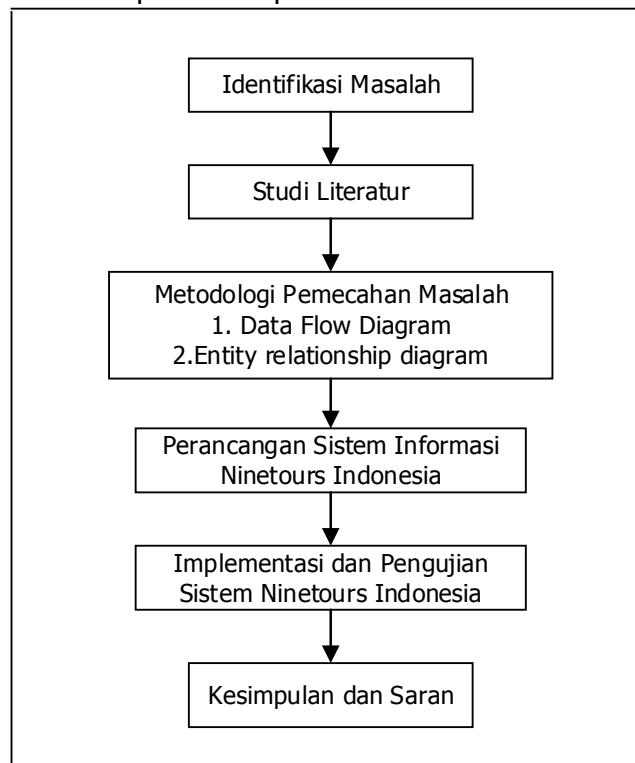 Identifikasi Masalah
Studi Literatur
Metodologi Pemecahan Masalah
1. Data Flow Diagram
2.Entity relationship diagram
Perancangan Sistem Informasi
Ninetours Indonesia
Implementasi dan Pengujian
Sistem Ninetours Indonesia
Kesimpulan dan Saran